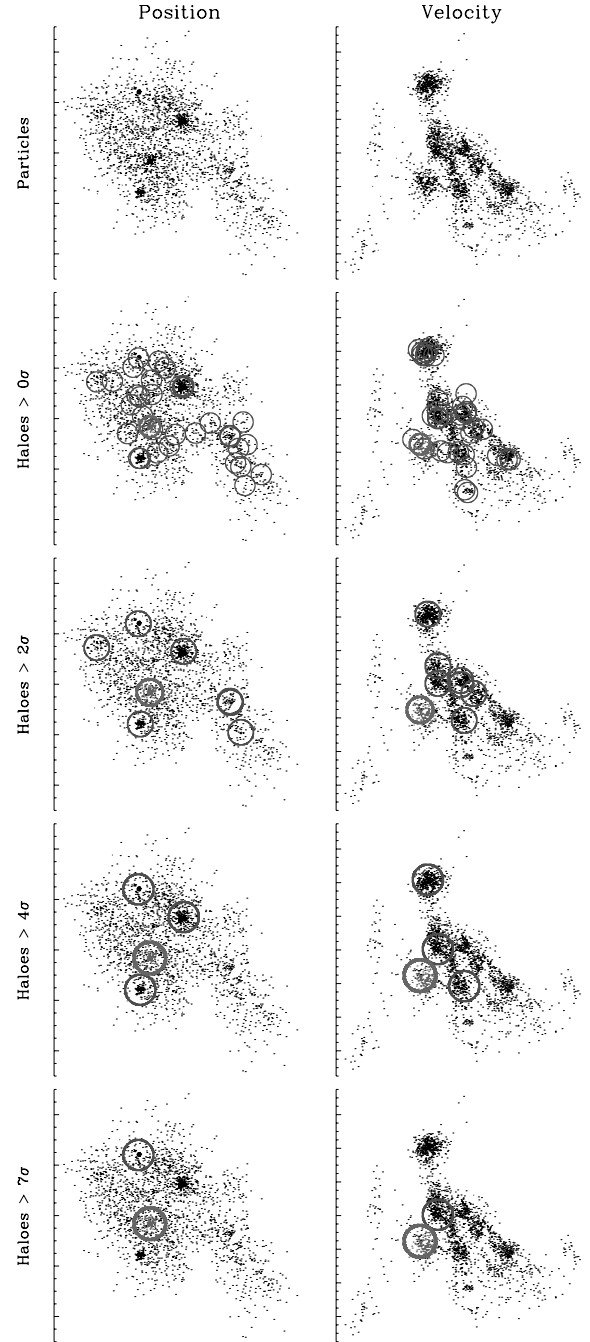 Position
Velocity
Particles
Haloes > 0σ
Haloes > 2σ
Haloes > 4σ
Haloes > 7σ